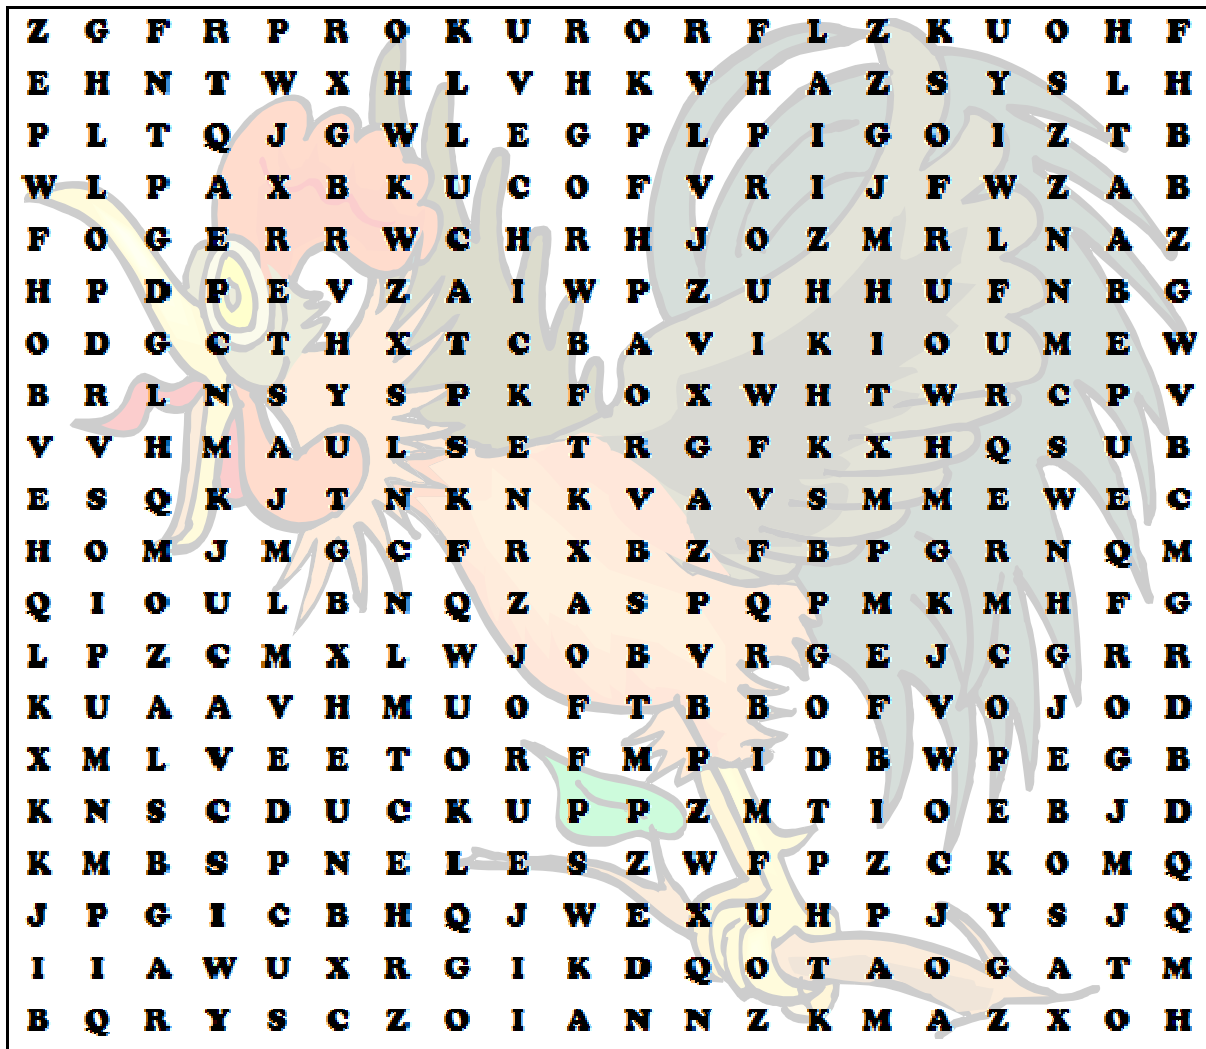 Z G F R P R O K U R O R F L Z K U O H F
E H N T W X H L V H K V H A Z S Y S L H
P L T Q J G W L E G P L P I G O I Z T B
W L P A X B K U C O F V R I J F W Z A B
F O G E R R W C H R H J O Z M R L N A Z
H P D P E V Z A I W P Z U H H U F N B G
O D G C T H X T C B A V I K I O U M E W
B R L N S Y S P K F O X W H T W R C P V
V V H M A U L S E T R G F K X H Q S U B
E S Q K J T N K N K V A V S M M E W E C
H O M J M G C F R X B Z F B P G R N Q M
Q I O U L B N Q Z A S P Q P M K M H F G
L P Z C M X L W J O B V R G E J C G R R
K U A A V H M U O F T B B O F V O J O D
X M L V E E T O R F M P I D B W P E G B
K N S C D U C K U P P Z M T I O E B J D
K M B S P N E L E S Z W F P Z C K O M Q
J P G I C B H Q J W E X U H P J Y S J Q
I I A W U X R G I K D Q O T A O G A T M
B Q R Y S C Z O I A N N Z K M A Z X O H